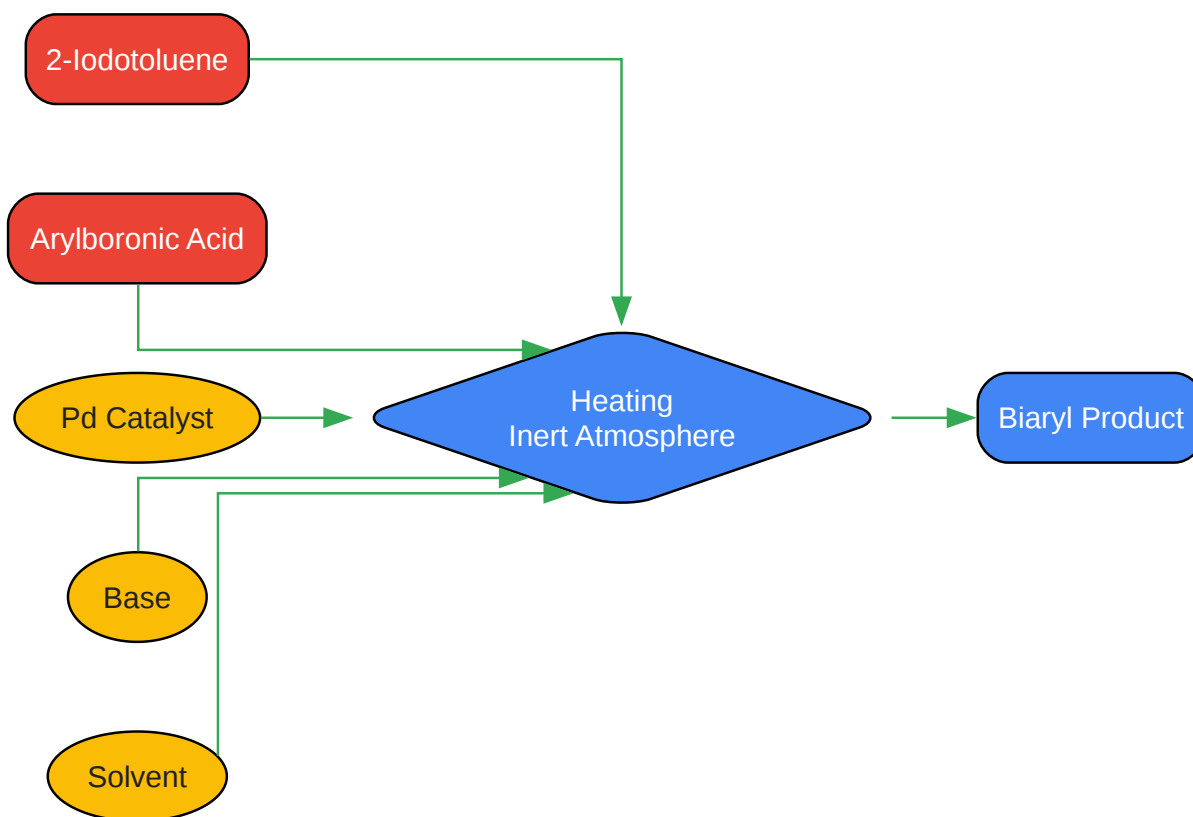 2-Iodotoluene
Arylboronic Acid
Pd Catalyst
Heating
Inert Atmosphere
Biaryl Product
Base
Solvent